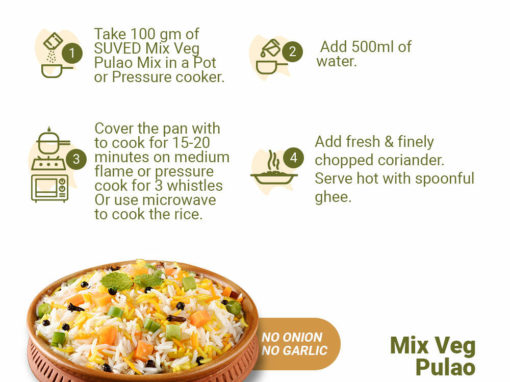 1
Take 100 gm of
SUVED Mix Veg
Pulao Mix in a Pot
or Pressure cooker.
2
Add 500ml of
water.
3
Cover the pan with
to cook for 15-20
minutes on medium
flame or pressure
cook for 3 whistles
Or use microwave
to cook the rice.
4
Add fresh & finely
chopped coriander.
Serve hot with spoonful
ghee.
NO ONION
NO GARLIC
Mix Veg
Pulao